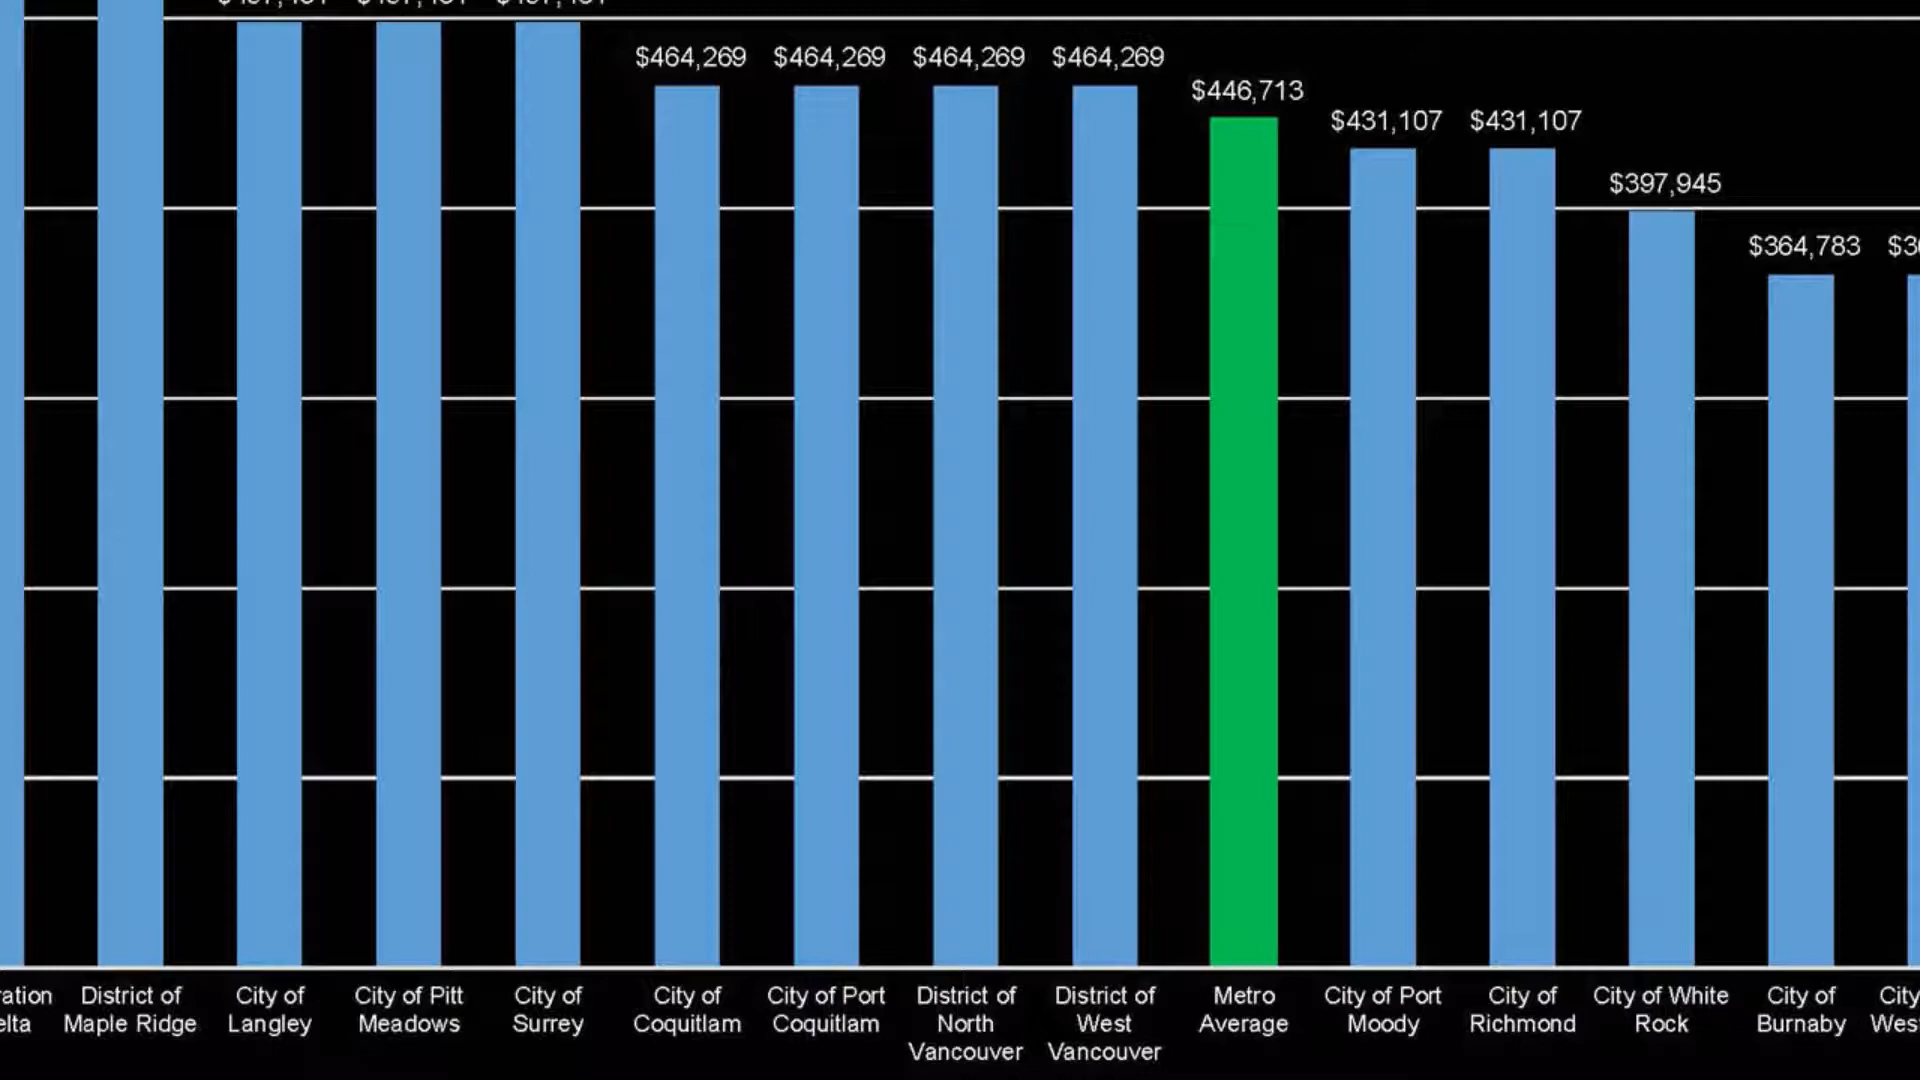 $464,269 $464,269 $464,269 $464,269
$446,713
$431,107 $431,107
$397,945
$364,783
District of
Maple Ridge
City of
Langley
City of Pitt
Meadows
City of
Surrey
City of
Coquitlam
City of Port
Coquitlam
District of
North
Vancouver
District of
West
Vancouver
Metro
Average
City of Port
Moody
City of
Richmond
City of White
Rock
City of
Burnaby
City